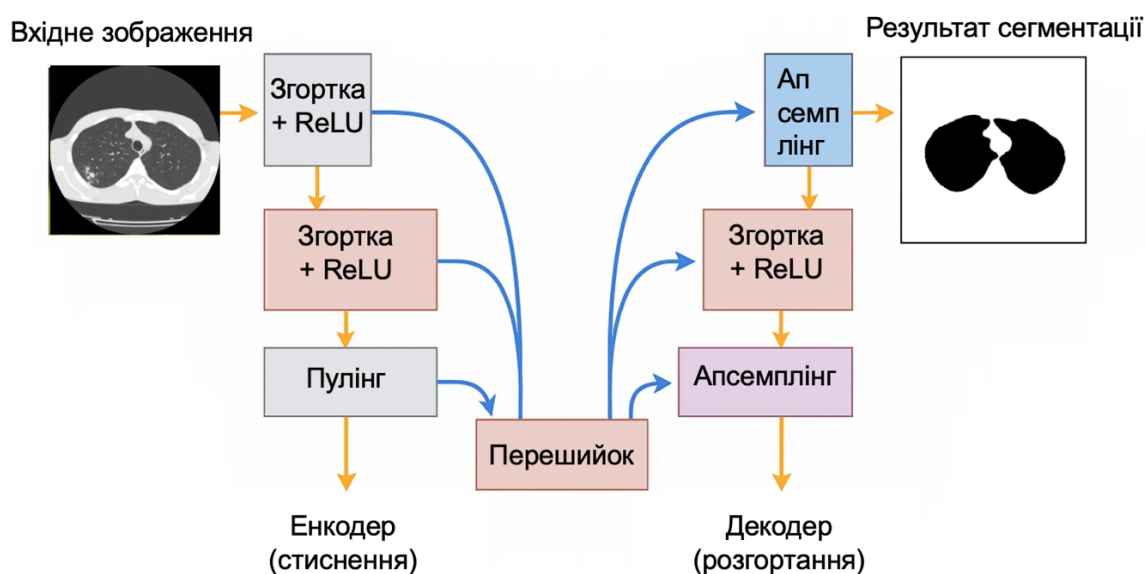 Вхідне зображення
Результат сегментації
Згортка
+ ReLU
Ап
семп
лінг
Згортка
+ ReLU
Згортка
+ ReLU
Пулінг
Апсемплінг
Перешийок
Енкодер
(стиснення)
Декодер
(розгортання)